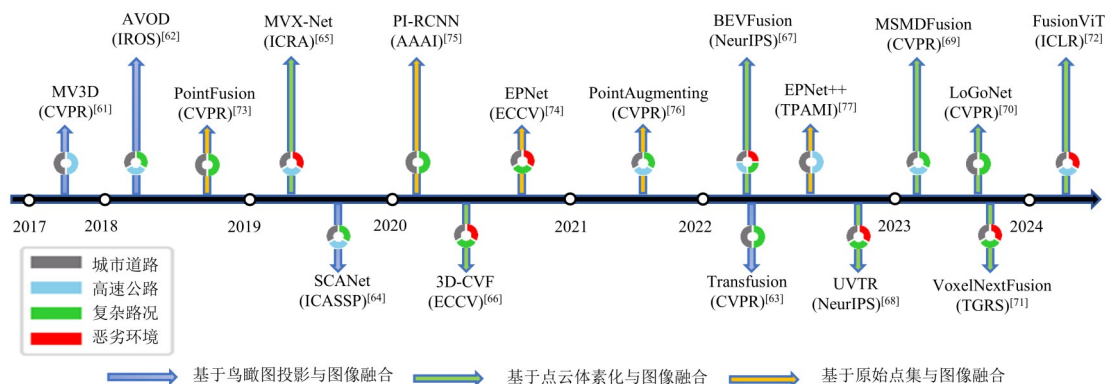 AVOD
(IROS)[62]
MVX-Net
(ICRA)[65]
PI-RCNN
(AAAI)[75]
BEVFusion
(NeurIPS)[67]
MSMDFusion
(CVPR)[69]
FusionViT
(ICLR)[72]
MV3D
(CVPR)[61]
PointFusion
(CVPR)[73]
EPNet
(ECCV)[74]
PointAugmenting
(CVPR)[76]
EPNet++
(TPAMI)[77]
LoGoNet
(CVPR)[70]
2017
2018
2019
2020
2021
2022
2023
2024
SCANet
(ICASSP)[64]
3D-CVF
(ECCV)[66]
Transfusion
(CVPR)[63]
UVTR
(NeurIPS)[68]
VoxelNextFusion
(TGRS)[71]
城市道路
高速公路
复杂路况
恶劣环境
基于鸟瞰图投影与图像融合
基于点云体素化与图像融合
基于原始点集与图像融合